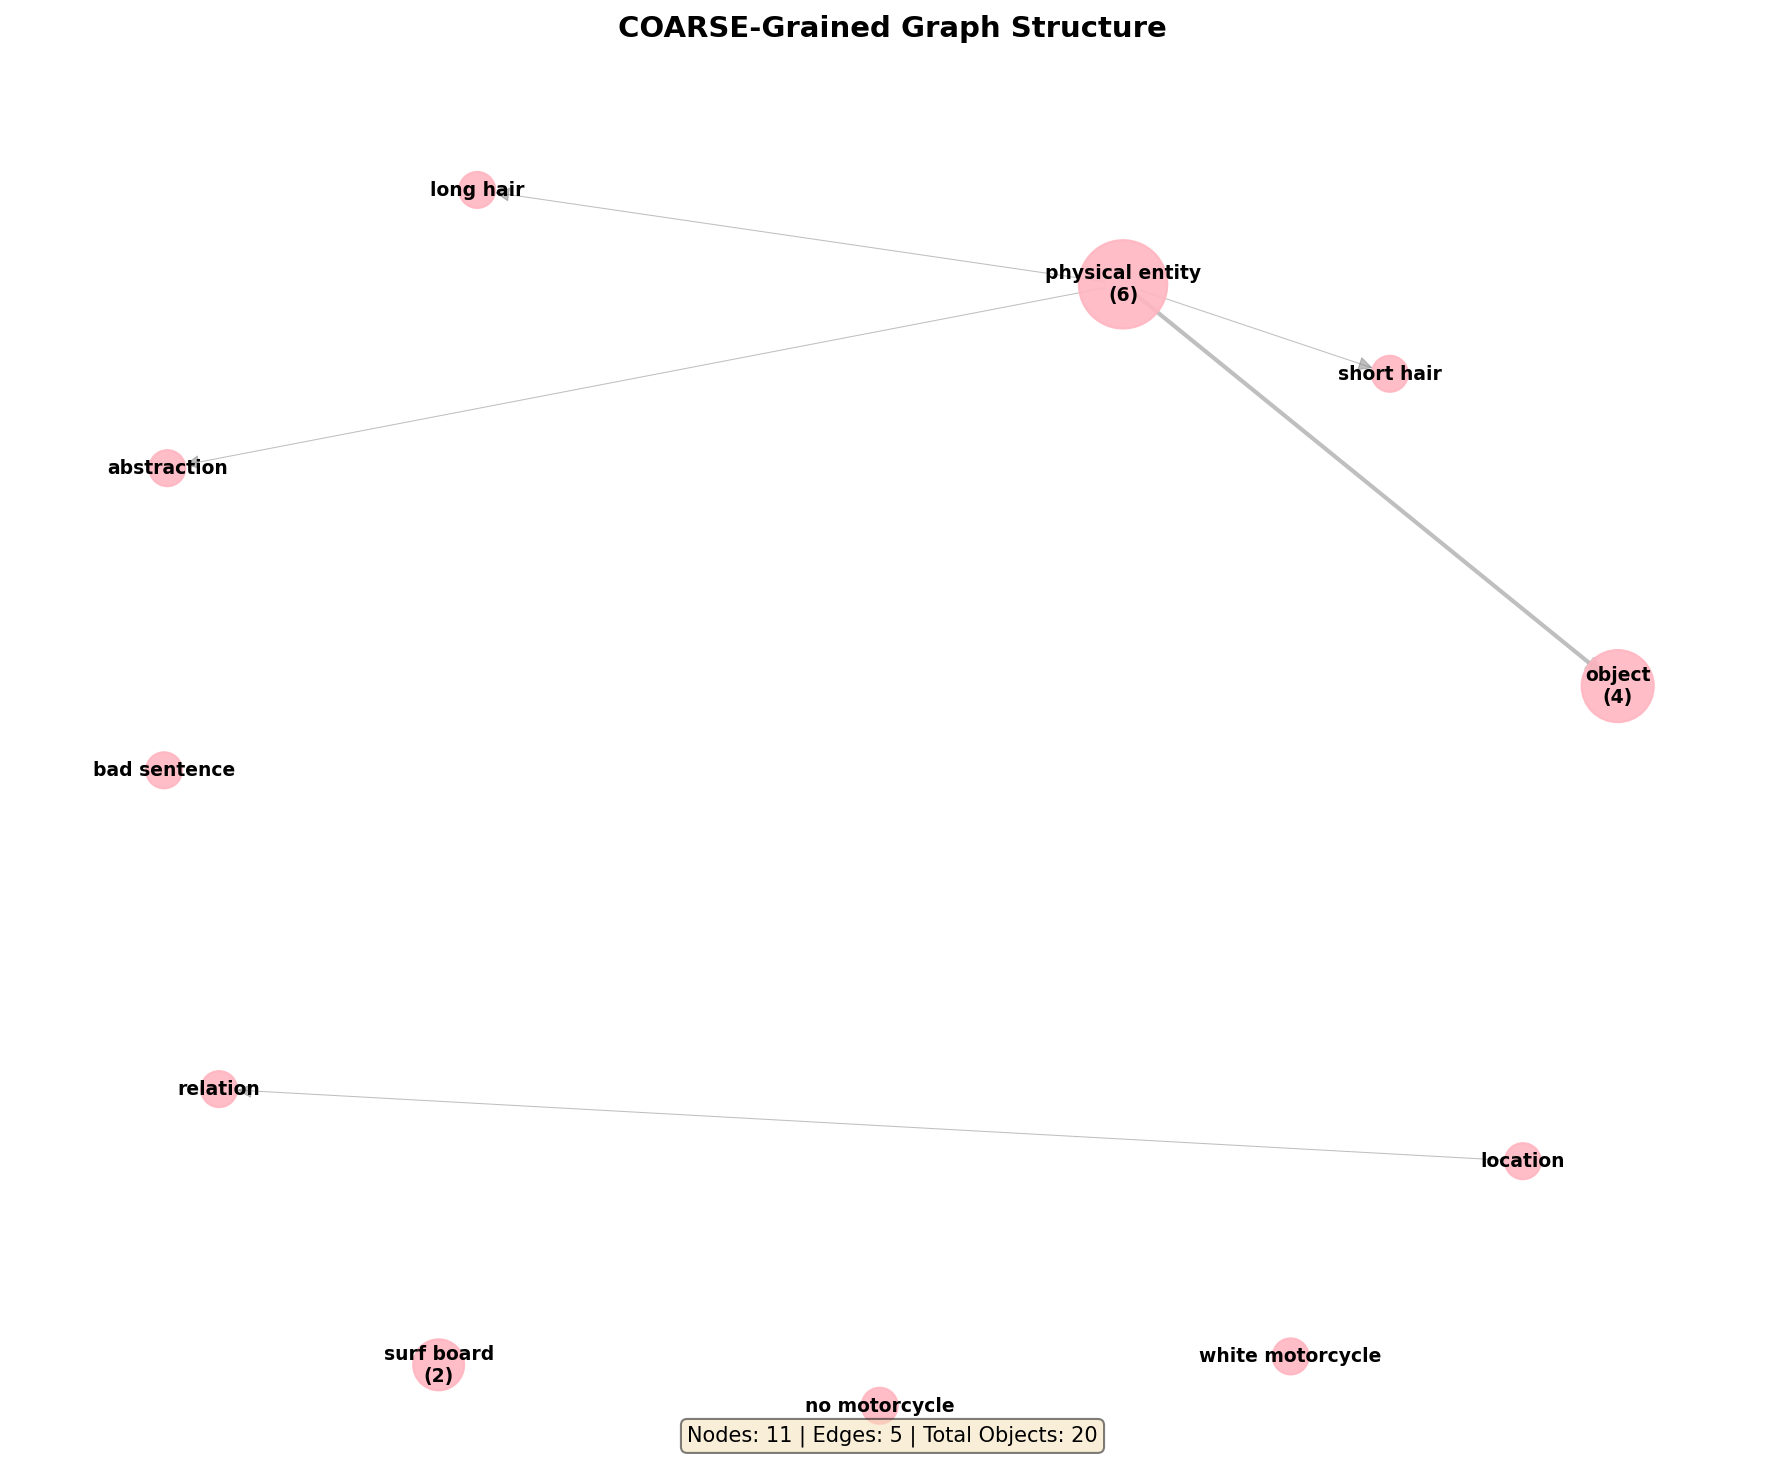 COARSE-Grained Graph Structure
long hair
physical entity
(6)
short hair
abstraction
object
(4)
bad sentence
relation
location
surf board
(2)
white motorcycle
no motorcycle
Nodes: 11 | Edges: 5 | Total Objects: 20